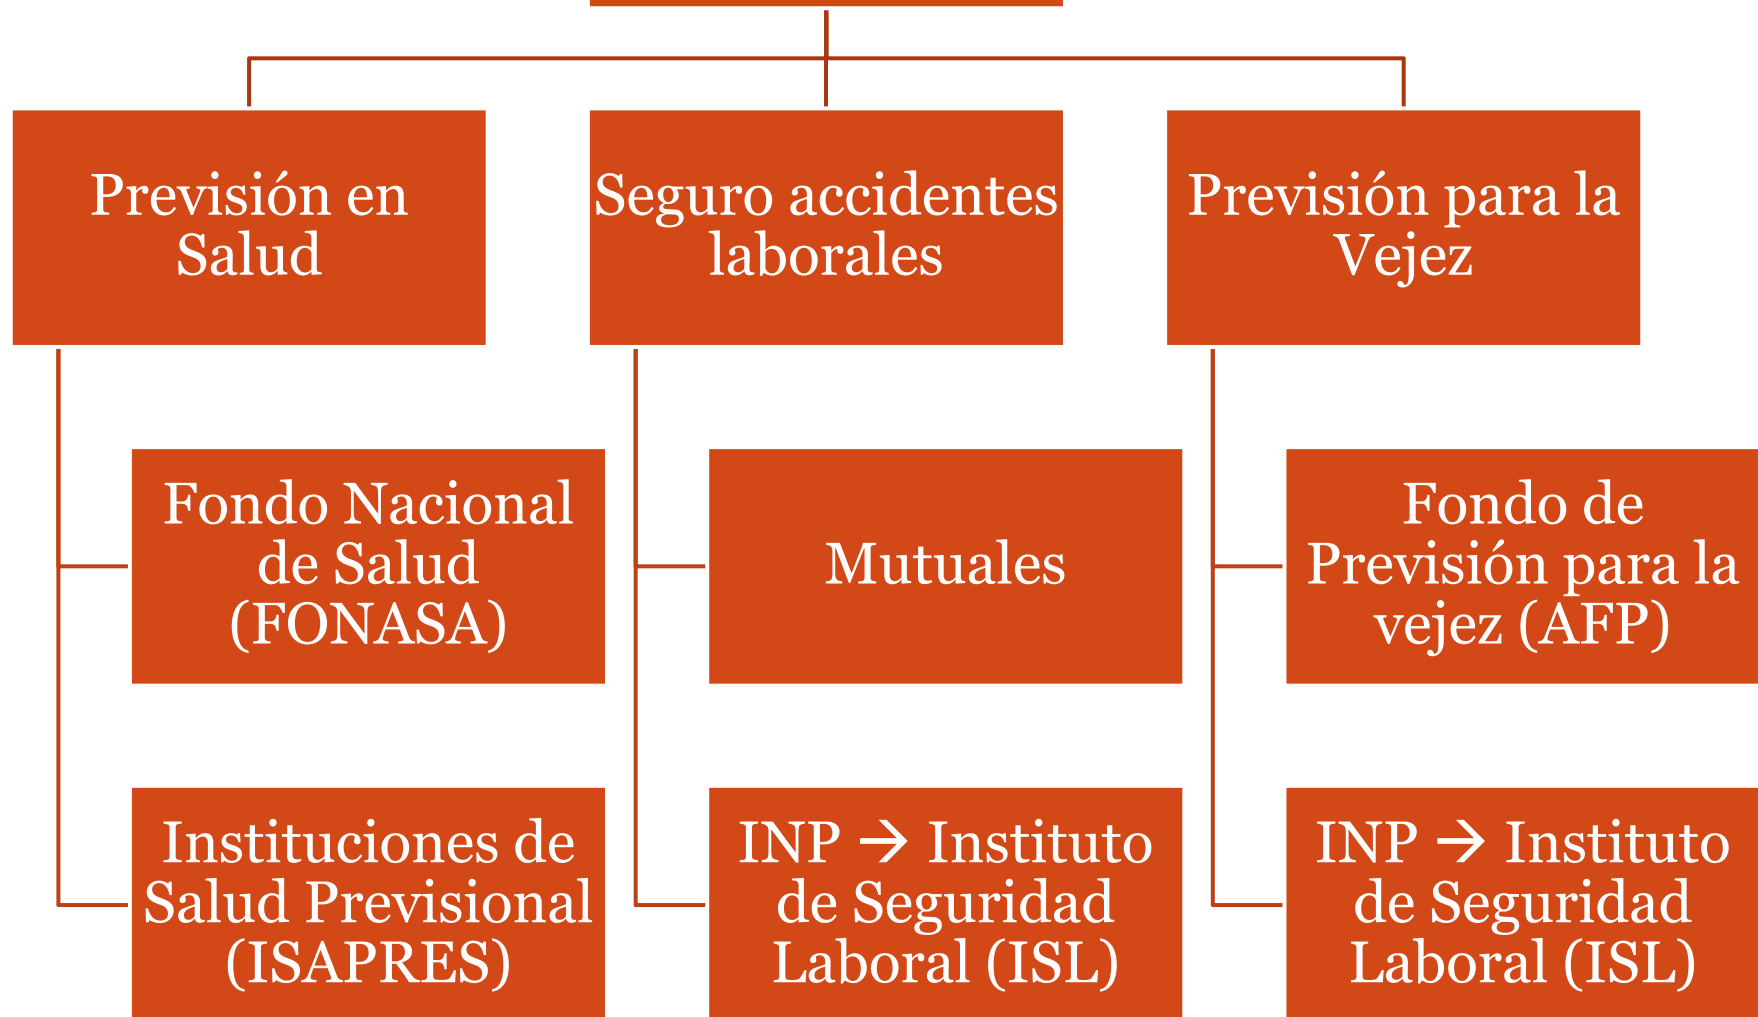 Previsión en
Salud
Seguro accidentes
laborales
Previsión para la
Vejez
Fondo Nacional
de Salud
(FONASA)
Mutuales
Fondo de
Previsión para la
vejez (AFP)
Instituciones de
Salud Previsional
(ISAPRES)
INP → Instituto
de Seguridad
Laboral (ISL)
INP → Instituto
de Seguridad
Laboral (ISL)